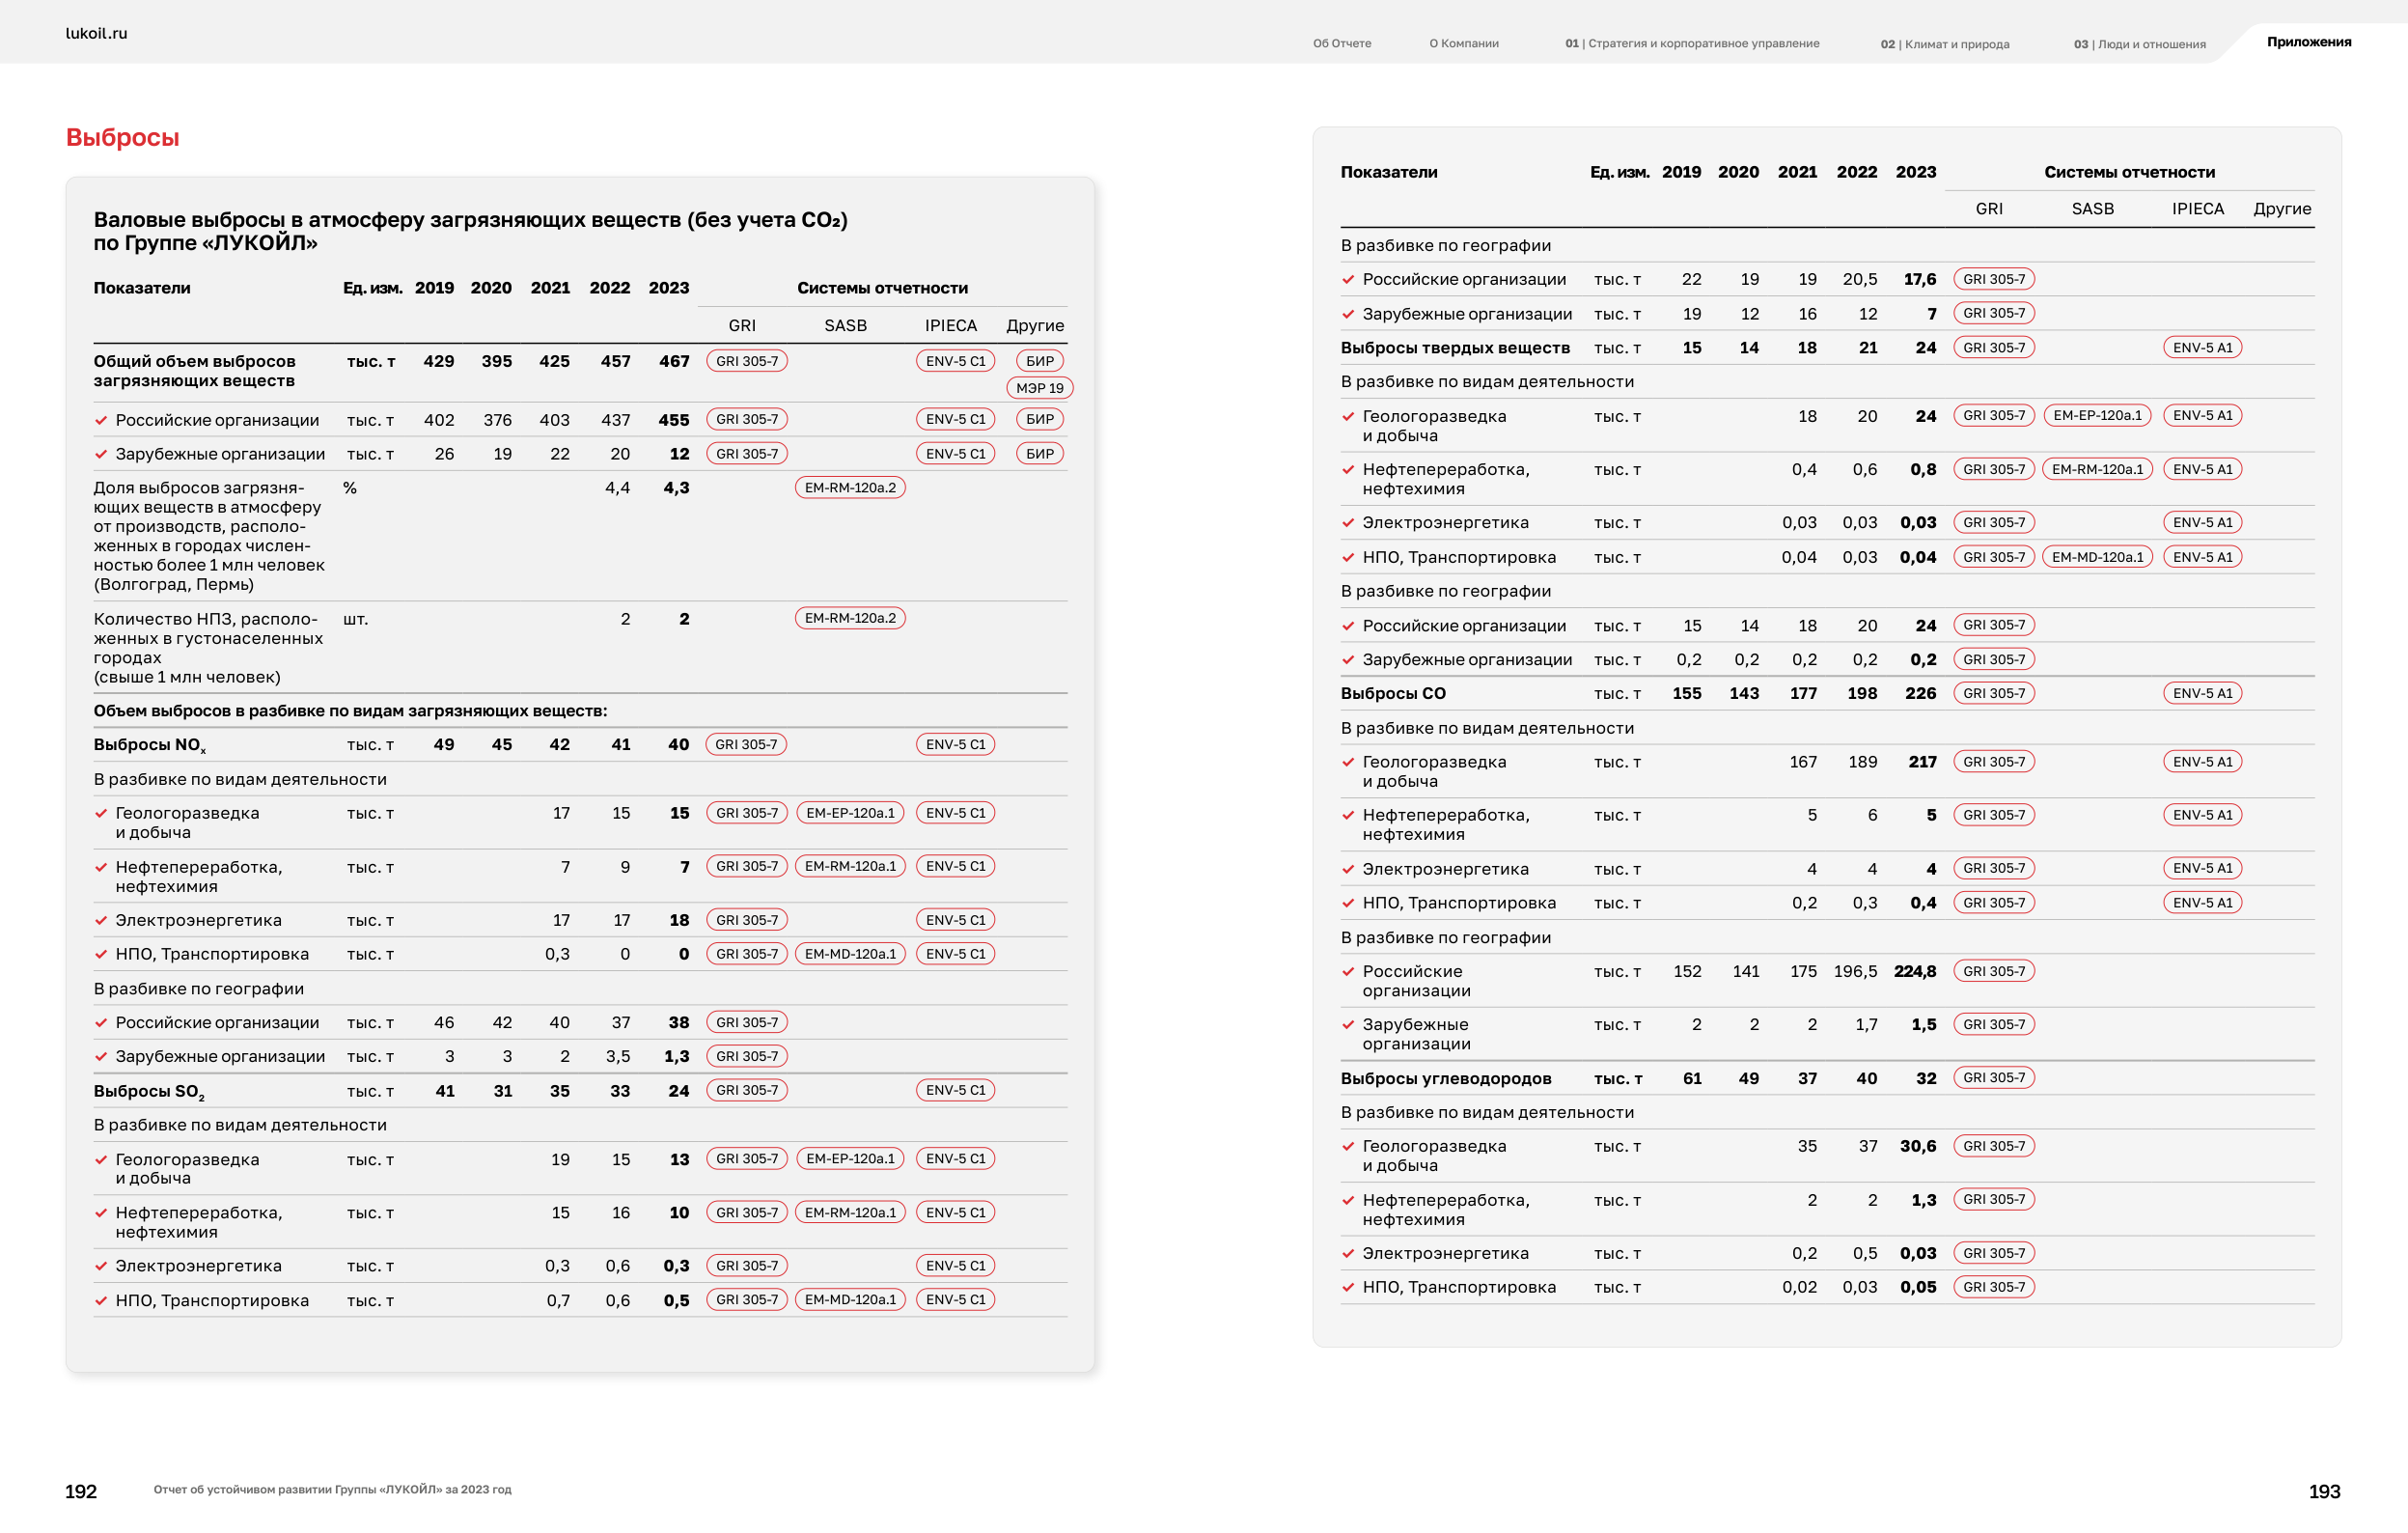 lukoil.ru
Об Отчете
О Компании
01 | Стратегия и корпоративное управление
02 | Климат и природа
03 | Люди и отношения
Приложения
Выбросы
Валовые выбросы в атмосферу загрязняющих веществ (без учета CO₂)
по Группе «ЛУКОЙЛ»
Показатели Ед. изм. 2019 2020 2021 2022 2023 Системы отчетности
GRI SASB IPIECA Другие
Общий объем выбросов тыс. т 429 395 425 457 467 GRI 305-7 ENV-5 C1 БИР
загрязняющих веществ МЭР 19
Российские организации тыс. т 402 376 403 437 455 GRI 305-7 ENV-5 C1 БИР
Зарубежные организации тыс. т 26 19 22 20 12 GRI 305-7 ENV-5 C1 БИР
Доля выбросов загрязня- % 4,4 4,3 EM-RM-120a.2
ющих веществ в атмосферу
от производств, располо-
женных в городах числен-
ностью более 1 млн человек
(Волгоград, Пермь)
Количество НПЗ, располо- шт. 2 2 EM-RM-120a.2
женных в густонаселенных
городах
(свыше 1 млн человек)
Объем выбросов в разбивке по видам загрязняющих веществ:
Выбросы NOₓ тыс. т 49 45 42 41 40 GRI 305-7 ENV-5 C1
В разбивке по видам деятельности
Геологоразведка тыс. т 17 15 15 GRI 305-7 EM-EP-120a.1 ENV-5 C1
и добыча
Нефтепереработка, тыс. т 7 9 7 GRI 305-7 EM-RM-120a.1 ENV-5 C1
нефтехимия
Электроэнергетика тыс. т 17 17 18 GRI 305-7 ENV-5 C1
НПО, Транспортировка тыс. т 0,3 0 0 GRI 305-7 EM-MD-120a.1 ENV-5 C1
В разбивке по географии
Российские организации тыс. т 46 42 40 37 38 GRI 305-7
Зарубежные организации тыс. т 3 3 2 3,5 1,3 GRI 305-7
Выбросы SO₂ тыс. т 41 31 35 33 24 GRI 305-7 ENV-5 C1
В разбивке по видам деятельности
Геологоразведка тыс. т 19 15 13 GRI 305-7 EM-EP-120a.1 ENV-5 C1
и добыча
Нефтепереработка, тыс. т 15 16 10 GRI 305-7 EM-RM-120a.1 ENV-5 C1
нефтехимия
Электроэнергетика тыс. т 0,3 0,6 0,3 GRI 305-7 ENV-5 C1
НПО, Транспортировка тыс. т 0,7 0,6 0,5 GRI 305-7 EM-MD-120a.1 ENV-5 C1
Показатели Ед. изм. 2019 2020 2021 2022 2023 Системы отчетности
GRI SASB IPIECA Другие
В разбивке по географии
Российские организации тыс. т 22 19 19 20,5 17,6 GRI 305-7
Зарубежные организации тыс. т 19 12 16 12 7 GRI 305-7
Выбросы твердых веществ тыс. т 15 14 18 21 24 GRI 305-7 ENV-5 A1
В разбивке по видам деятельности
Геологоразведка тыс. т 18 20 24 GRI 305-7 EM-EP-120a.1 ENV-5 A1
и добыча
Нефтепереработка, тыс. т 0,4 0,6 0,8 GRI 305-7 EM-RM-120a.1 ENV-5 A1
нефтехимия
Электроэнергетика тыс. т 0,03 0,03 0,03 GRI 305-7 ENV-5 A1
НПО, Транспортировка тыс. т 0,04 0,03 0,04 GRI 305-7 EM-MD-120a.1 ENV-5 A1
В разбивке по географии
Российские организации тыс. т 15 14 18 20 24 GRI 305-7
Зарубежные организации тыс. т 0,2 0,2 0,2 0,2 0,2 GRI 305-7
Выбросы CO тыс. т 155 143 177 198 226 GRI 305-7 ENV-5 A1
В разбивке по видам деятельности
Геологоразведка тыс. т 167 189 217 GRI 305-7 ENV-5 A1
и добыча
Нефтепереработка, тыс. т 5 6 5 GRI 305-7 ENV-5 A1
нефтехимия
Электроэнергетика тыс. т 4 4 4 GRI 305-7 ENV-5 A1
НПО, Транспортировка тыс. т 0,2 0,3 0,4 GRI 305-7 ENV-5 A1
В разбивке по географии
Российские тыс. т 152 141 175 196,5 224,8 GRI 305-7
организации
Зарубежные тыс. т 2 2 2 1,7 1,5 GRI 305-7
организации
Выбросы углеводородов тыс. т 61 49 37 40 32 GRI 305-7
В разбивке по видам деятельности
Геологоразведка тыс. т 35 37 30,6 GRI 305-7
и добыча
Нефтепереработка, тыс. т 2 2 1,3 GRI 305-7
нефтехимия
Электроэнергетика тыс. т 0,2 0,5 0,03 GRI 305-7
НПО, Транспортировка тыс. т 0,02 0,03 0,05 GRI 305-7
192
Отчет об устойчивом развитии Группы «ЛУКОЙЛ» за 2023 год
193